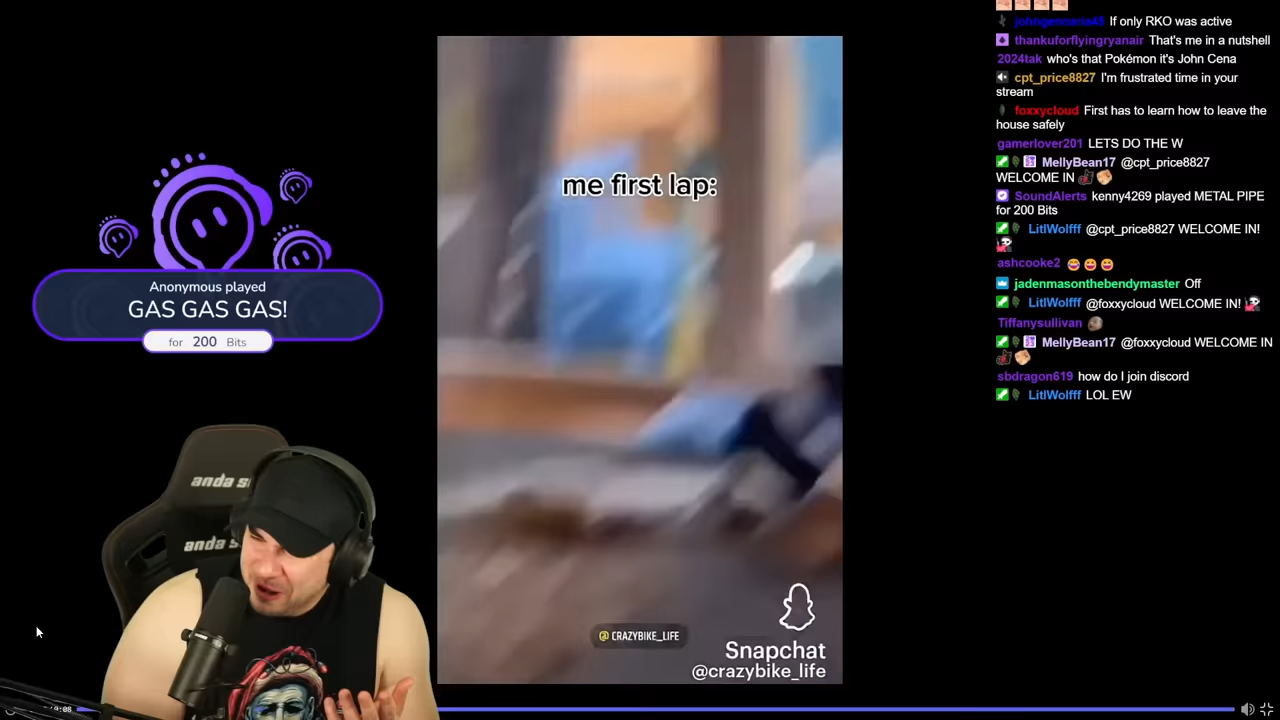 Anonymous played
GAS GAS GAS!
for 200 Bits
anda s
anda s
me first lap:
@ CRAZYBIKE_LIFE
Snapchat
@crazybike_life
johngennena45 If only RKO was active
thankuforflyingryanair That's me in a nutshell
2024tak who's that Pokémon it's John Cena
cpt_price8827 I'm frustrated time in your
stream
foxxycloud First has to learn how to leave the
house safely
gamerlover201 LETS DO THE W
MellyBean17 @cpt_price8827
WELCOME IN
SoundAlerts kenny4269 played METAL PIPE
for 200 Bits
LitlWolfff @cpt_price8827 WELCOME IN!
ashcooke2
jadenmasonthebendymaster Off
LitlWolfff @foxxycloud WELCOME IN!
Tiffanysullivan
MellyBean17 @foxxycloud WELCOME IN
sbdragon619 how do I join discord
LitlWolfff LOL EW